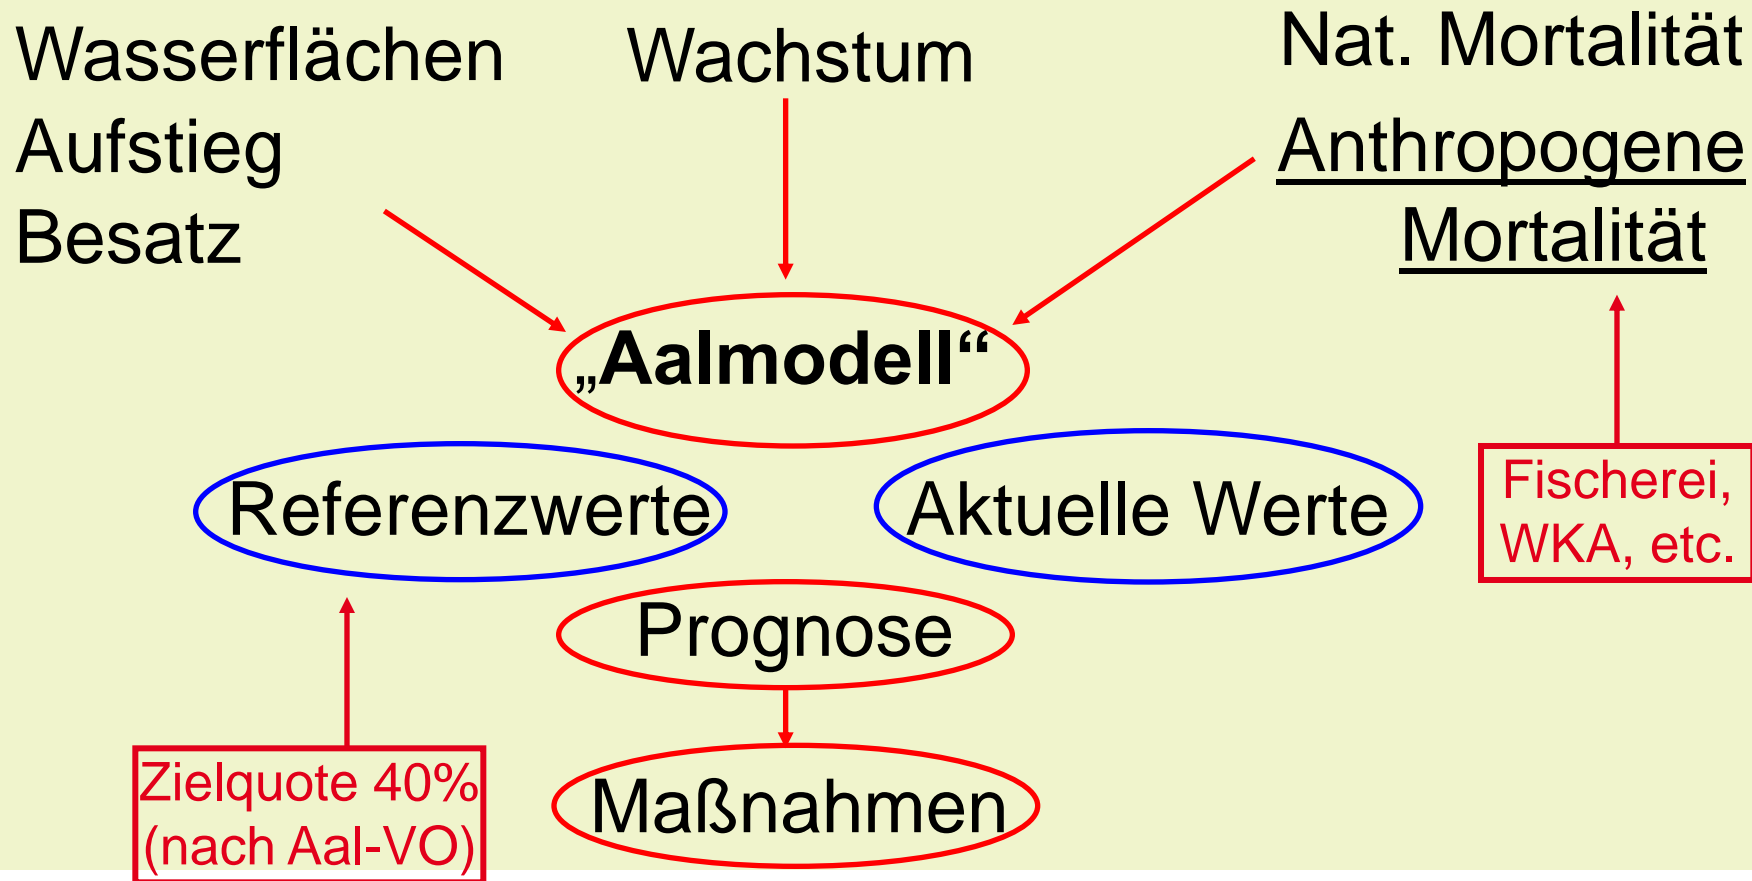 Wasserflächen
Aufstieg
Besatz
Wachstum
Nat. Mortalität
Anthropogene
Mortalität
„Aalmodell“
Referenzwerte
Aktuelle Werte
Fischerei,
WKA, etc.
Prognose
Zielquote 40%
(nach Aal-VO)
Maßnahmen